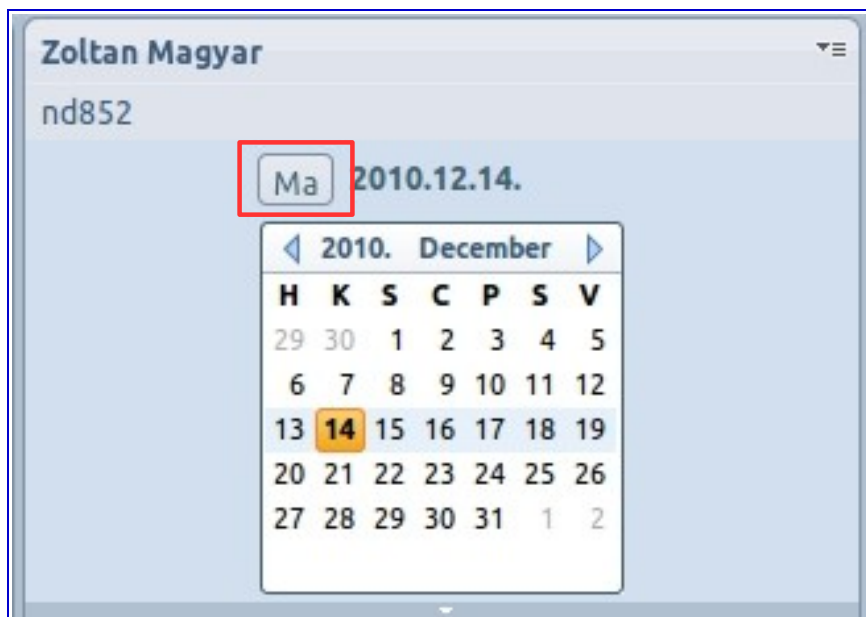 Zoltan Magyar
nd852
Ma 2010.12.14.
2010. December
H K S C P S V
29 30 1 2 3 4 5
6 7 8 9 10 11 12
13 14 15 16 17 18 19
20 21 22 23 24 25 26
27 28 29 30 31 1 2